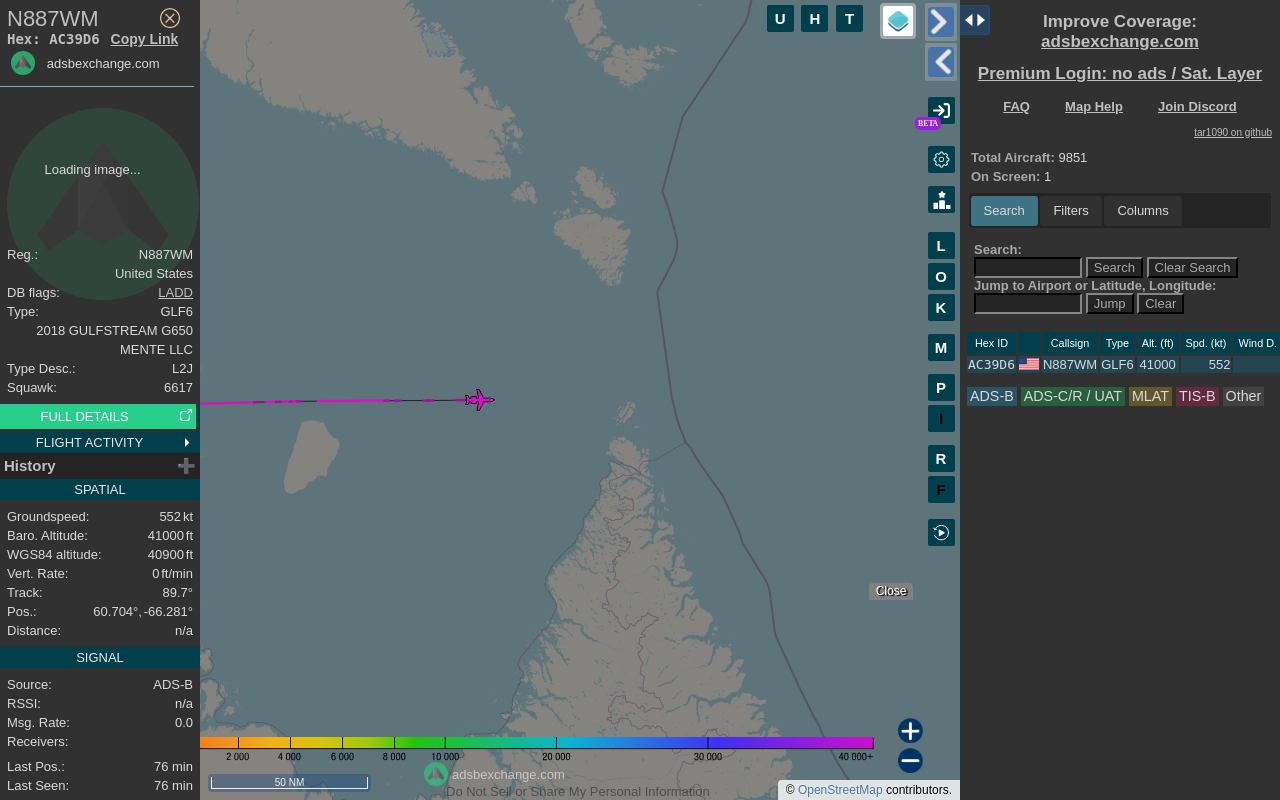 N887WM
Hex: AC39D6 Copy Link
adsbexchange.com
Loading image...
Reg.: N887WM
United States
DB flags: LADD
Type: GLF6
2018 GULFSTREAM G650
MENTE LLC
Type Desc.: L2J
Squawk: 6617
FULL DETAILS
FLIGHT ACTIVITY
History
SPATIAL
Groundspeed: 552 kt
Baro. Altitude: 41000 ft
WGS84 altitude: 40900 ft
Vert. Rate: 0 ft/min
Track: 89.7°
Pos.: 60.704°, -66.281°
Distance: n/a
SIGNAL
Source: ADS-B
RSSI: n/a
Msg. Rate: 0.0
Receivers:
Last Pos.: 76 min
Last Seen: 76 min
U H T
BETA
L
O
K
M
P
I
R
F
Close
2 000 4 000 6 000 8 000 10 000 20 000 30 000 40 000+
50 NM
adsbexchange.com
Do Not Sell or Share My Personal Information
© OpenStreetMap contributors.
Improve Coverage:
adsbexchange.com
Premium Login: no ads / Sat. Layer
FAQ Map Help Join Discord
tar1090 on github
Total Aircraft: 9851
On Screen: 1
Search Filters Columns
Search:
Search Clear Search
Jump to Airport or Latitude, Longitude:
Jump Clear
Hex ID Callsign Type Alt. (ft) Spd. (kt) Wind D.
AC39D6 N887WM GLF6 41000 552
ADS-B ADS-C/R / UAT MLAT TIS-B Other